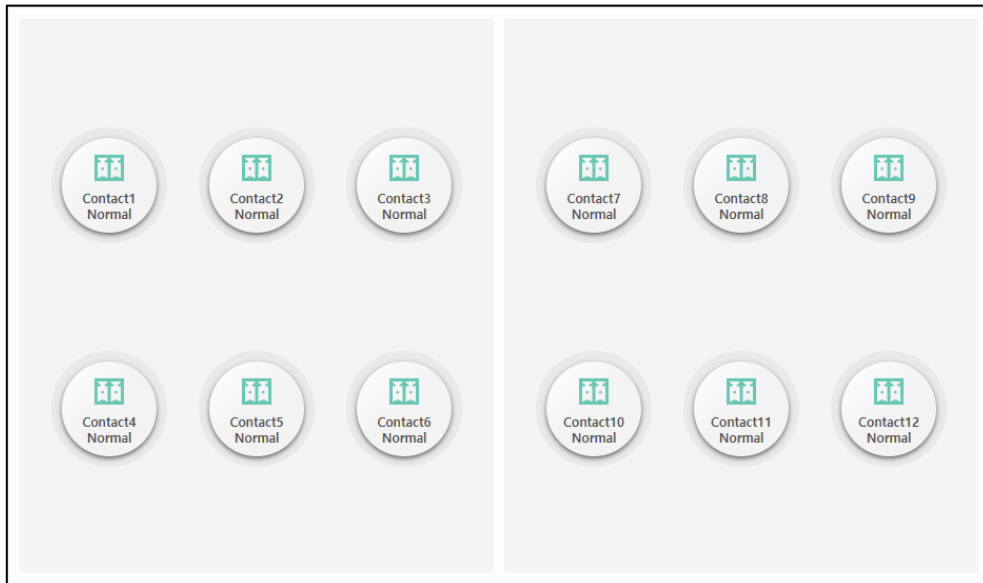 Contact1
Normal
Contact2
Normal
Contact3
Normal
Contact4
Normal
Contact5
Normal
Contact6
Normal
Contact7
Normal
Contact8
Normal
Contact9
Normal
Contact10
Normal
Contact11
Normal
Contact12
Normal